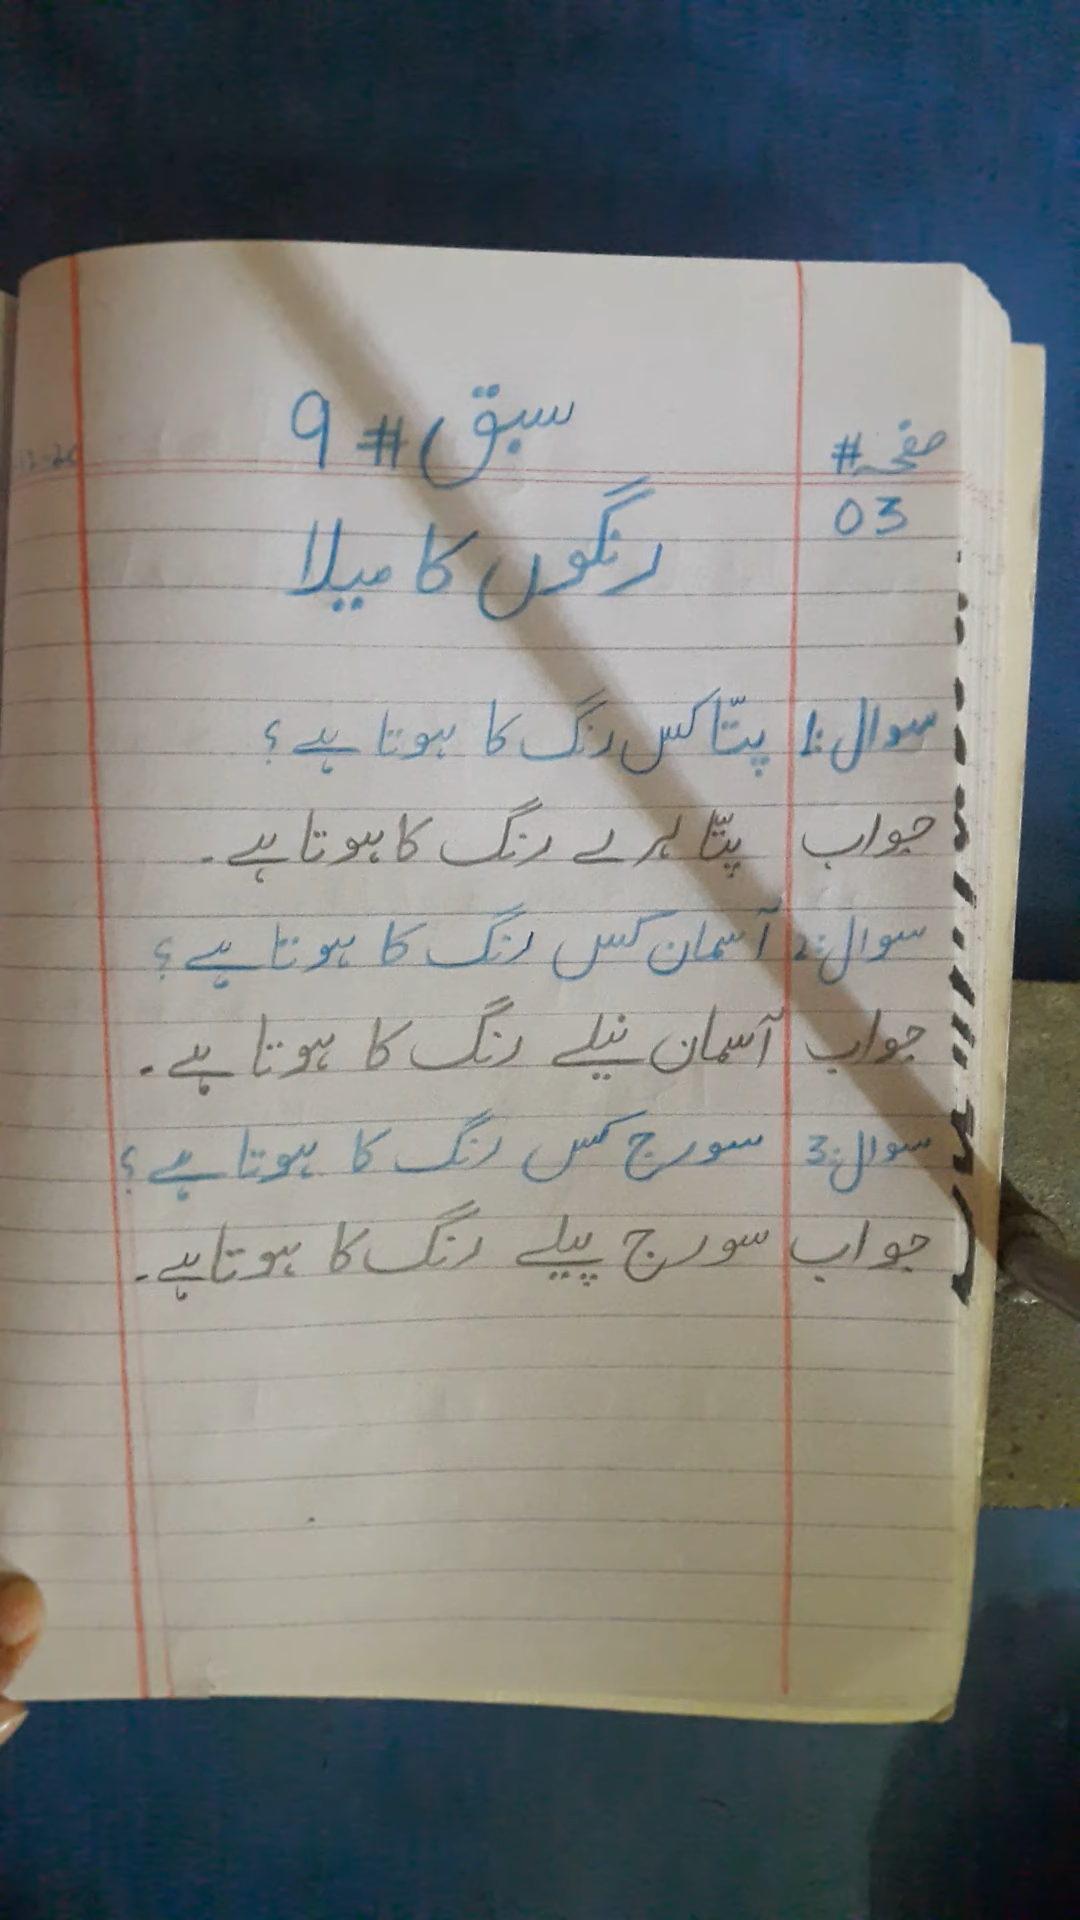 سبق # 9
صفحہ #
03
رنگوں کا میلا
سوال 1: پتّا کس رنگ کا ہوتا ہے؟
جواب پتّا ہرے رنگ کا ہوتا ہے۔
سوال 2: آسمان کس رنگ کا ہوتا ہے؟
جواب آسمان نیلے رنگ کا ہوتا ہے۔
سوال 3: سورج کس رنگ کا ہوتا ہے؟
جواب سورج پیلے رنگ کا ہوتا ہے۔